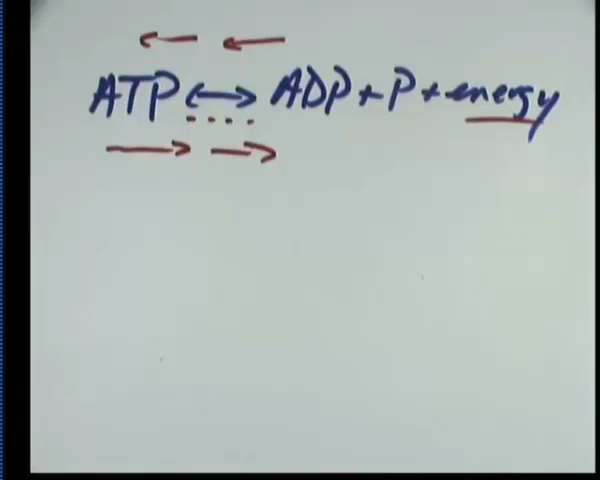 ATP ↔ ADP + P + energy